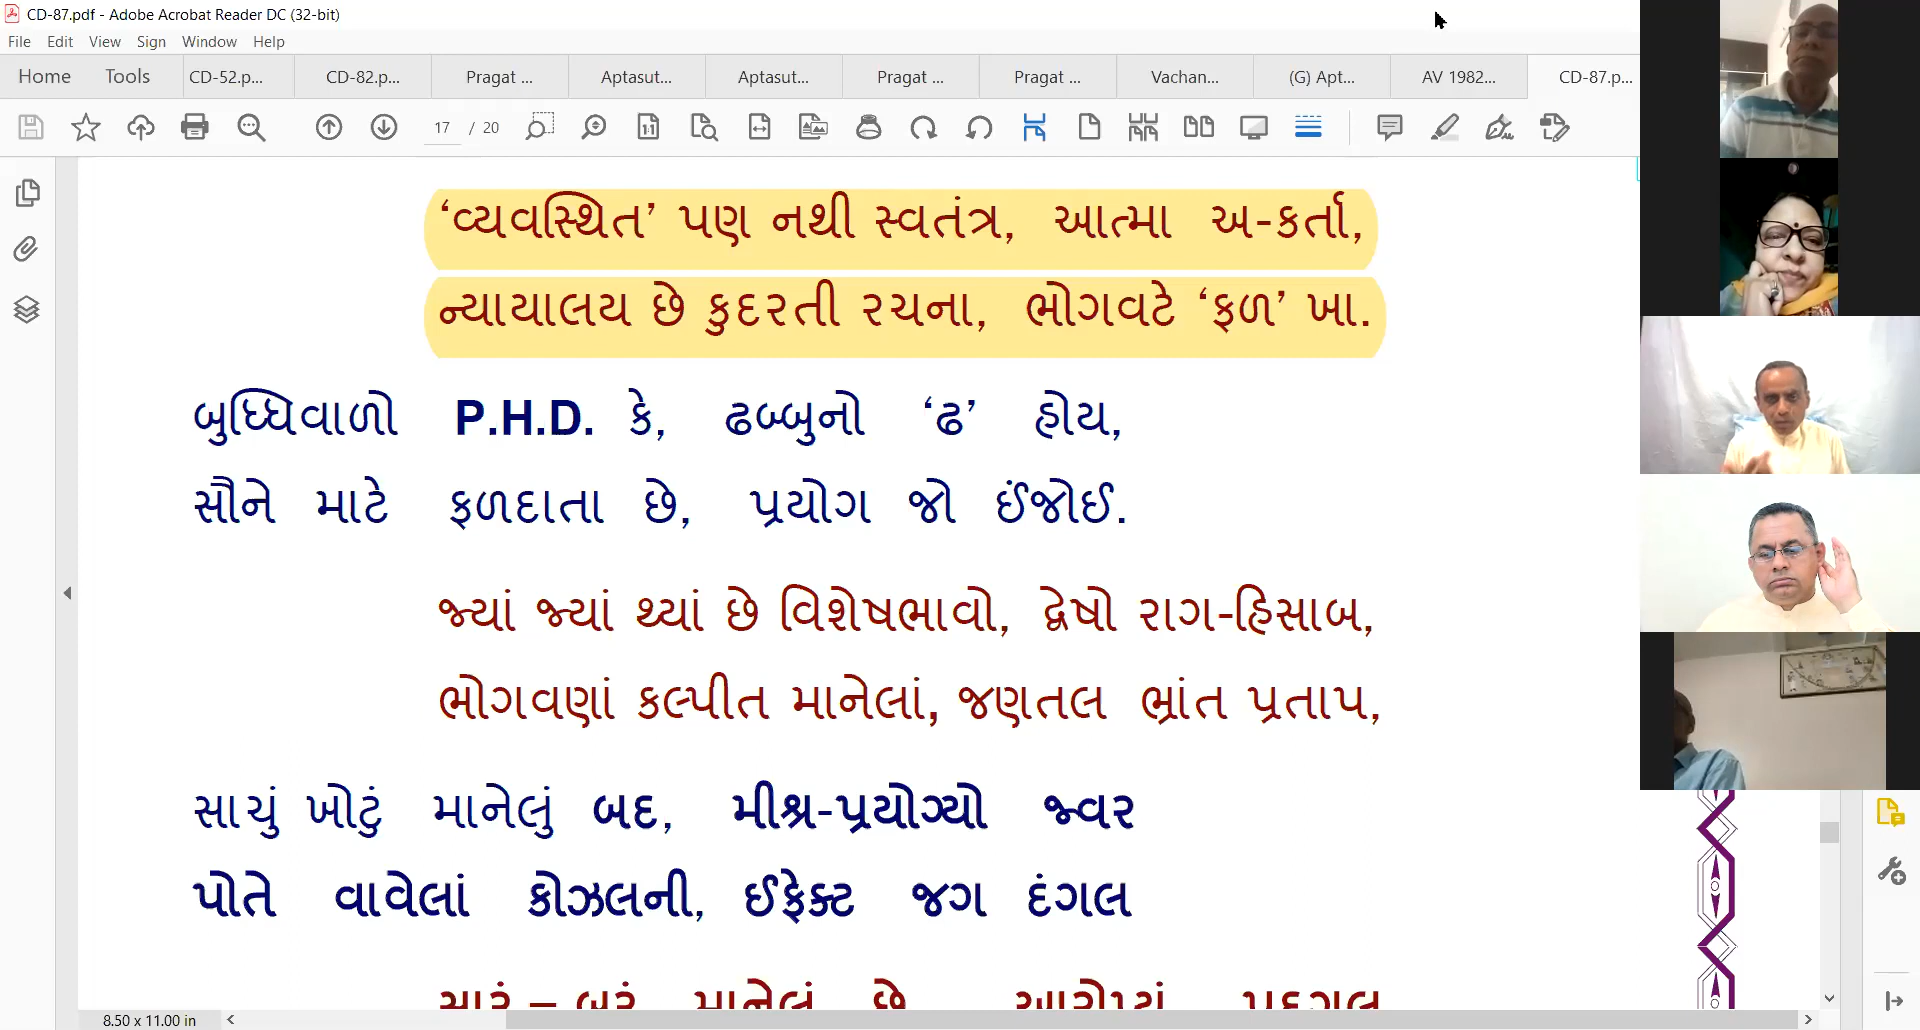 CD-87.pdf - Adobe Acrobat Reader DC (32-bit)
File Edit View Sign Window Help
Home Tools CD-52.p... CD-82.p... Pragat ... Aptasut... Aptasut... Pragat ... Pragat ... Vachan... (G) Apt... AV 1982... CD-87.p...
17 / 20
‘વ્યવસ્થિત’ પણ નથી સ્વતંત્ર, આત્મા અ-કર્તા,
ન્યાયાલય છે કુદરતી રચના, ભોગવટે ‘ફળ’ ખા.
બુધ્ધિવાળો P.H.D. કે, ઢબ્બુનો ‘ઢ’ હોય,
સૌને માટે ફળદાતા છે, પ્રયોગ જો ઈંજોઈ.
જ્યાં જ્યાં થ્યાં છે વિશેષભાવો, દ્વેષો રાગ-હિસાબ,
ભોગવણાં કલ્પીત માનેલાં, જણતલ ભ્રાંત પ્રતાપ,
સાચું ખોટું માનેલું બદ, મીશ્ર-પ્રયોગ્યો જ્વર
પોતે વાવેલાં કોઝલની, ઈફેક્ટ જગ દંગલ
8.50 x 11.00 in